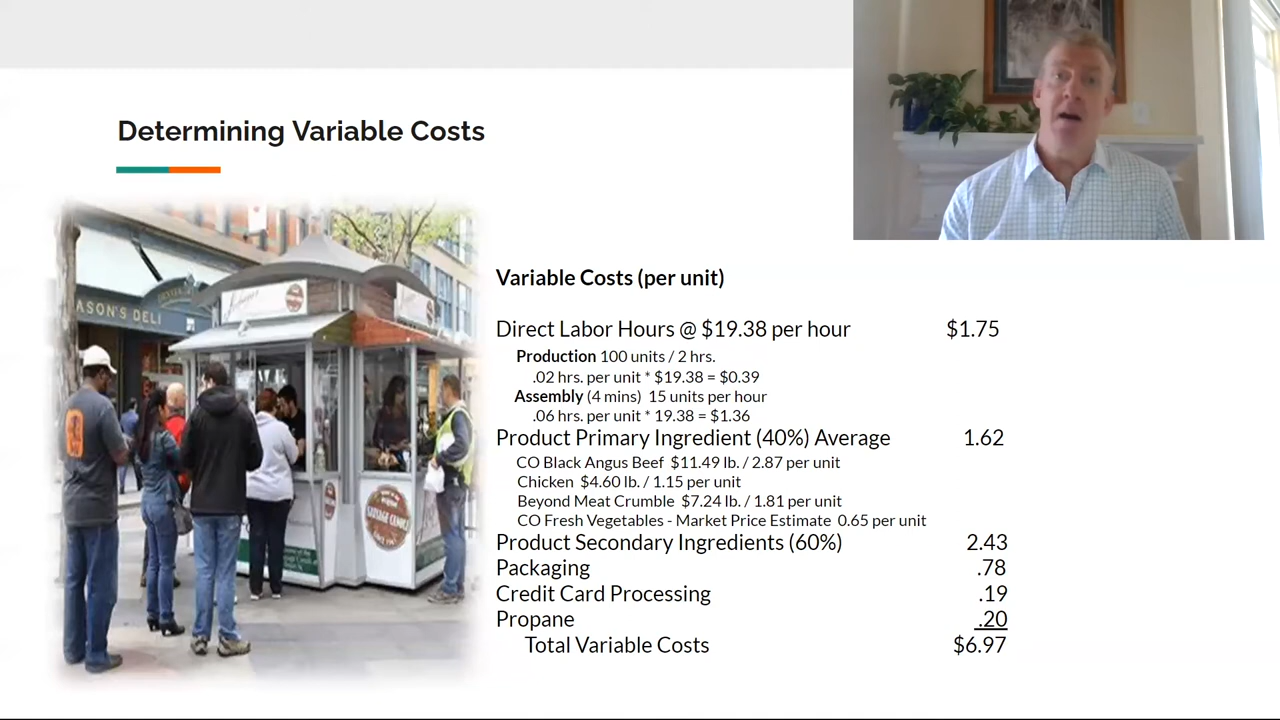 Determining Variable Costs
ASON'S DELI
SAUSAGE
Variable Costs (per unit)
Direct Labor Hours @ $19.38 per hour $1.75
Production 100 units / 2 hrs.
.02 hrs. per unit * $19.38 = $0.39
Assembly (4 mins) 15 units per hour
.06 hrs. per unit * 19.38 = $1.36
Product Primary Ingredient (40%) Average 1.62
CO Black Angus Beef $11.49 lb. / 2.87 per unit
Chicken $4.60 lb. / 1.15 per unit
Beyond Meat Crumble $7.24 lb. / 1.81 per unit
CO Fresh Vegetables - Market Price Estimate 0.65 per unit
Product Secondary Ingredients (60%) 2.43
Packaging .78
Credit Card Processing .19
Propane .20
Total Variable Costs $6.97